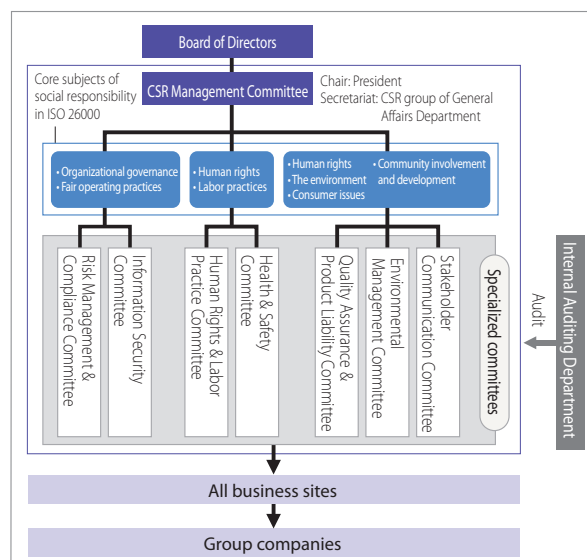 Board of Directors
Core subjects of
social responsibility
in ISO 26000
CSR Management Committee
Chair: President
Secretariat: CSR group of General
Affairs Department
• Organizational governance
• Fair operating practices
• Human rights
• Labor practices
• Human rights
• The environment
• Consumer issues
• Community involvement
and development
Risk Management &
Compliance Committee
Information Security
Committee
Human Rights & Labor
Practice Committee
Health & Safety
Committee
Quality Assurance &
Product Liability Committee
Environmental
Management Committee
Stakeholder
Communication Committee
Specialized committees
Audit
Internal Auditing Department
All business sites
Group companies